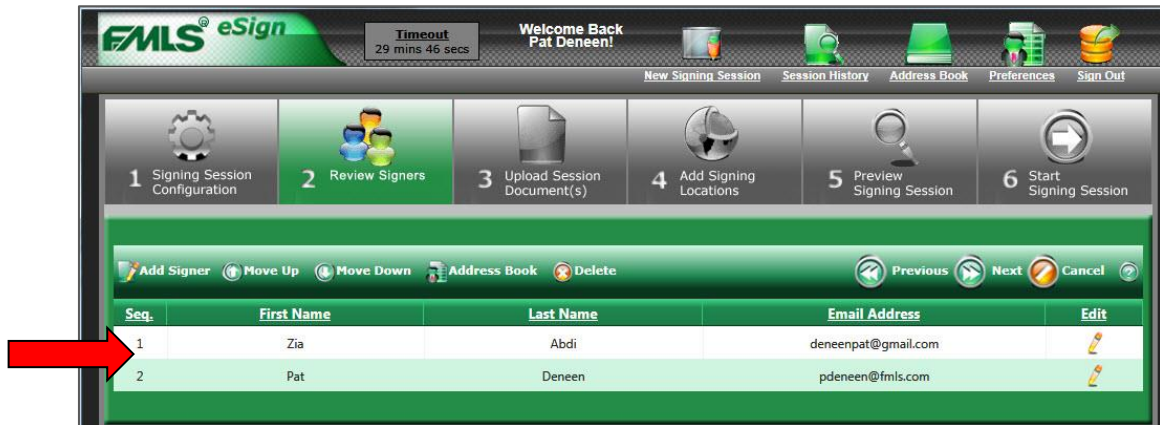 FMLS® eSign
Timeout
29 mins 46 secs
Welcome Back
Pat Deneen!
New Signing Session Session History Address Book Preferences Sign Out
1 Signing Session
Configuration
2 Review Signers
3 Upload Session
Document(s)
4 Add Signing
Locations
5 Preview
Signing Session
6 Start
Signing Session
Add Signer Move Up Move Down Address Book Delete Previous Next Cancel ?
Seq. First Name Last Name Email Address Edit
1 Zia Abdi deneenpat@gmail.com
2 Pat Deneen pdeneen@fmls.com